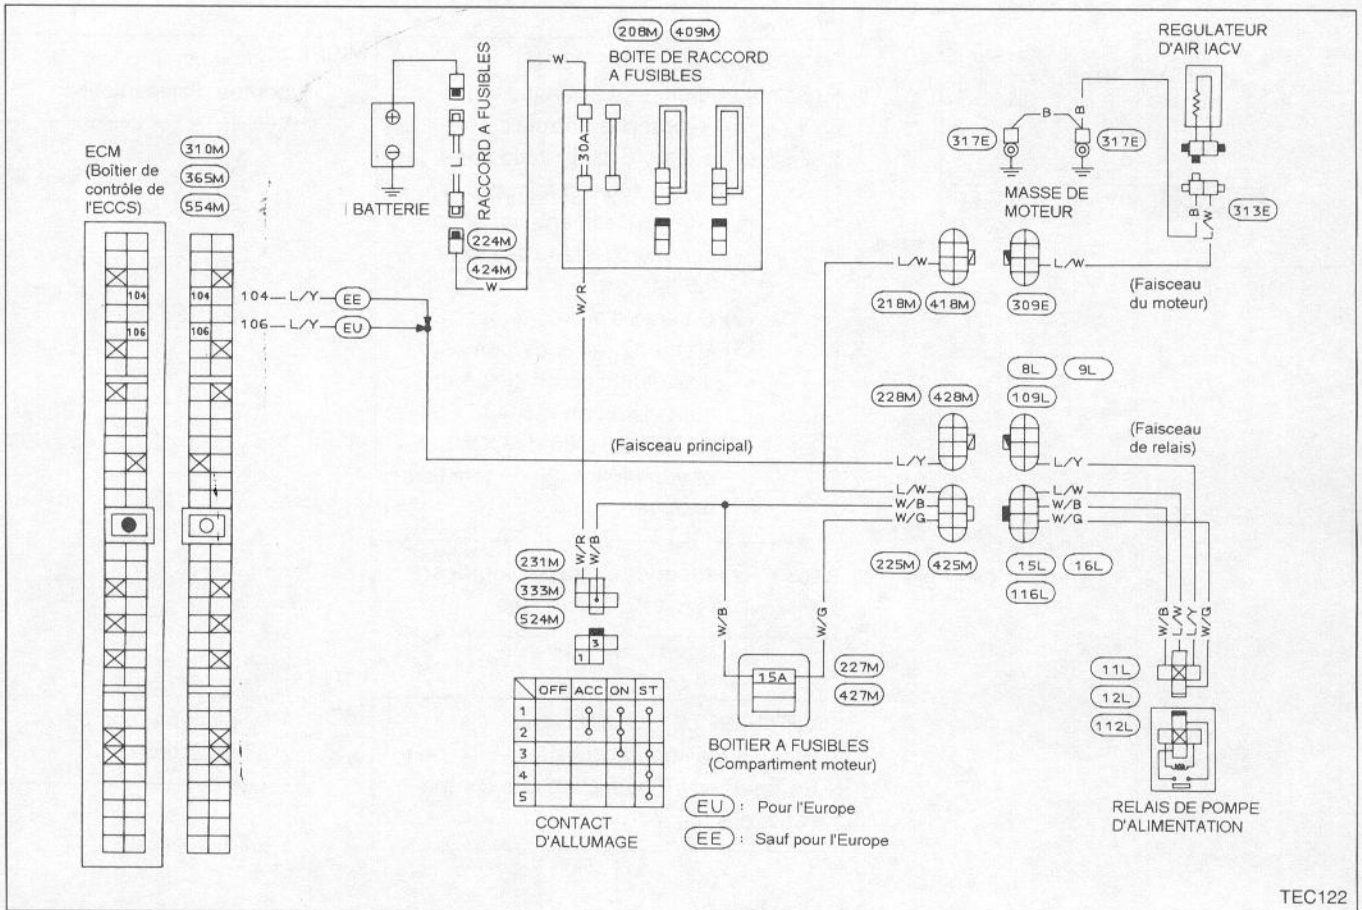 208M 409M
BOITE DE RACCORD
A FUSIBLES
REGULATEUR
D'AIR IACV
RACCORD A FUSIBLES
W
L
30A
B
B
317E
317E
MASSE DE
MOTEUR
B
L/W
313E
ECM
(Boîtier de
contrôle de
l'ECCS)
310M
365M
554M
BATTERIE
224M
424M
W
W/R
L/W
218M 418M
309E
L/W
(Faisceau
du moteur)
104
104
104 L/Y EE
106
106
106 L/Y EU
8L 9L
109L
228M 428M
(Faisceau principal)
(Faisceau
de relais)
L/Y
L/Y
L/W
W/B
W/G
L/W
W/B
W/G
225M 425M
15L 16L
116L
231M
333M
524M
W/R
W/B
3
1
W/B
W/G
W/B
L/W
L/Y
W/G
15A
227M
427M
11L
12L
112L
OFF ACC ON ST
1
2
3
4
5
BOITIER A FUSIBLES
(Compartiment moteur)
CONTACT
D'ALLUMAGE
EU : Pour l'Europe
EE : Sauf pour l'Europe
RELAIS DE POMPE
D'ALIMENTATION
TEC122